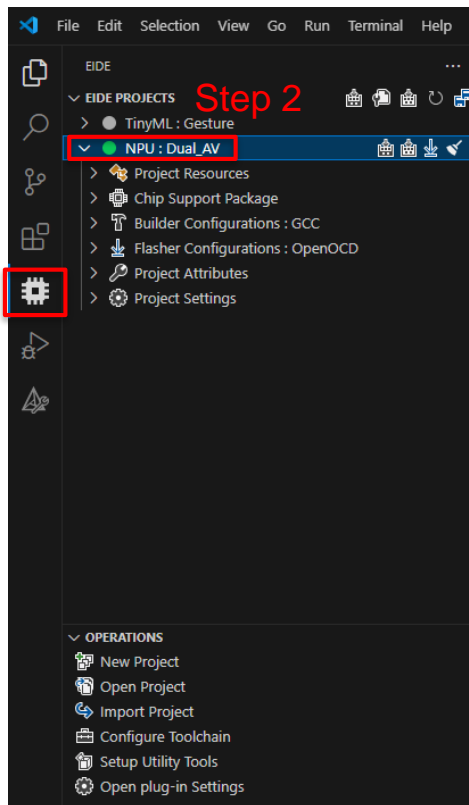 File Edit Selection View Go Run Terminal Help
EIDE
EIDE PROJECTS
Step 2
TinyML : Gesture
NPU : Dual_AV
Project Resources
Chip Support Package
Builder Configurations : GCC
Flasher Configurations : OpenOCD
Project Attributes
Project Settings
OPERATIONS
New Project
Open Project
Import Project
Configure Toolchain
Setup Utility Tools
Open plug-in Settings